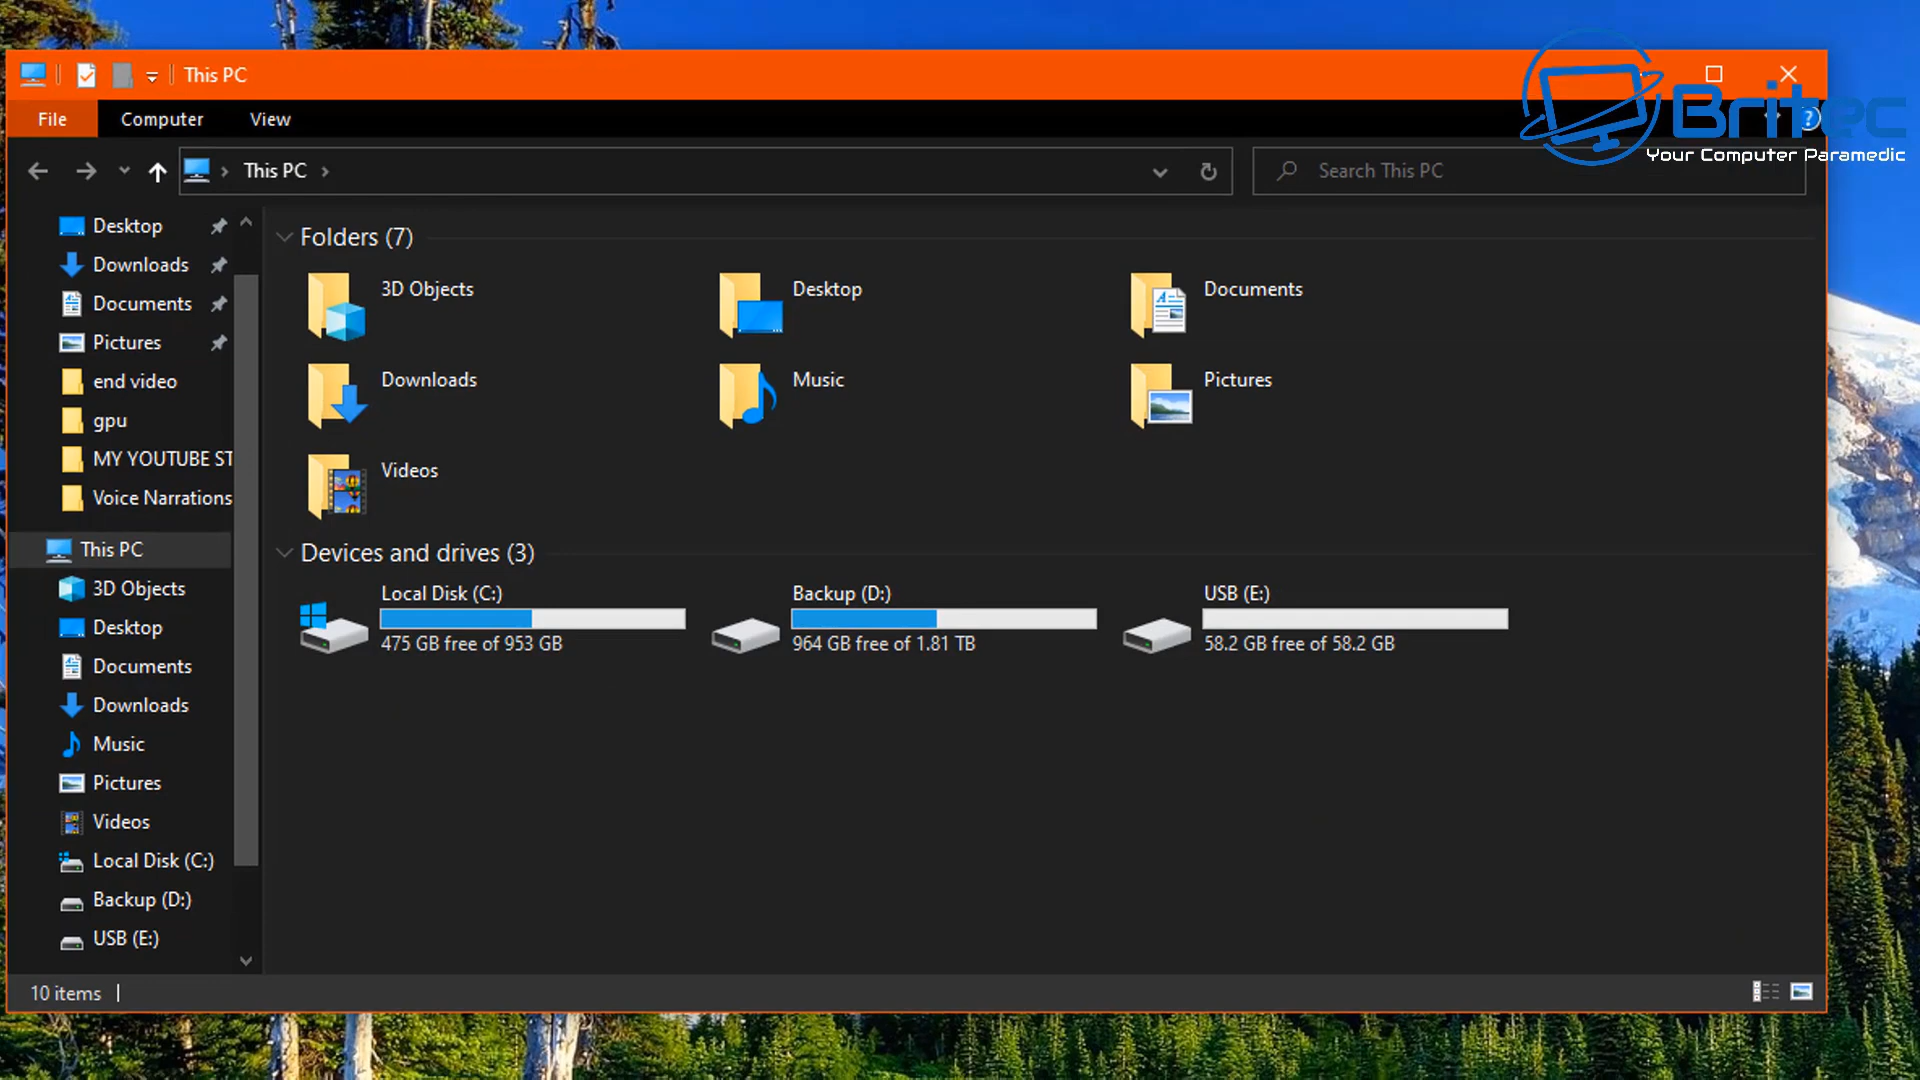 This PC
File Computer View
This PC
Search This PC
Britec
Your Computer Paramedic
Desktop
Downloads
Documents
Pictures
end video
gpu
MY YOUTUBE ST
Voice Narrations
This PC
3D Objects
Desktop
Documents
Downloads
Music
Pictures
Videos
Local Disk (C:)
Backup (D:)
USB (E:)
Folders (7)
3D Objects
Desktop
Documents
Downloads
Music
Pictures
Videos
Devices and drives (3)
Local Disk (C:)
475 GB free of 953 GB
Backup (D:)
964 GB free of 1.81 TB
USB (E:)
58.2 GB free of 58.2 GB
10 items